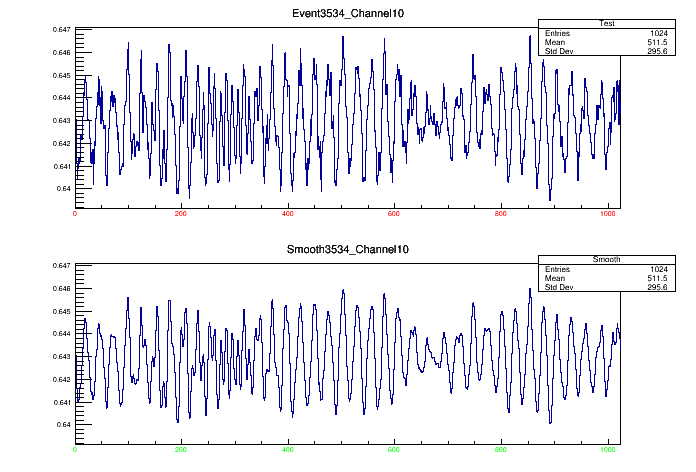 Event3534_Channel10
Test
Entries 1024
Mean 511.5
Std Dev 295.6
0.647
0.646
0.645
0.644
0.643
0.642
0.641
0.64
0 200 400 600 800 1000
Smooth3534_Channel10
Smooth
Entries 1024
Mean 511.5
Std Dev 295.6
0.647
0.646
0.645
0.644
0.643
0.642
0.641
0.64
0 200 400 600 800 1000